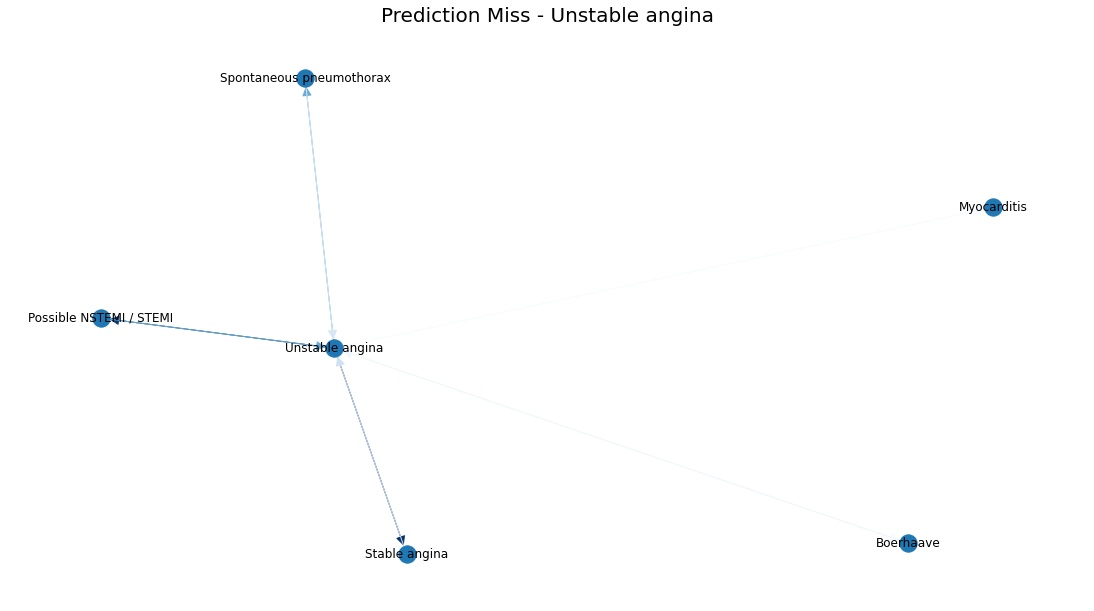 Prediction Miss - Unstable angina
Spontaneous pneumothorax
Myocarditis
Possible NSTEMI / STEMI
Unstable angina
Boerhaave
Stable angina